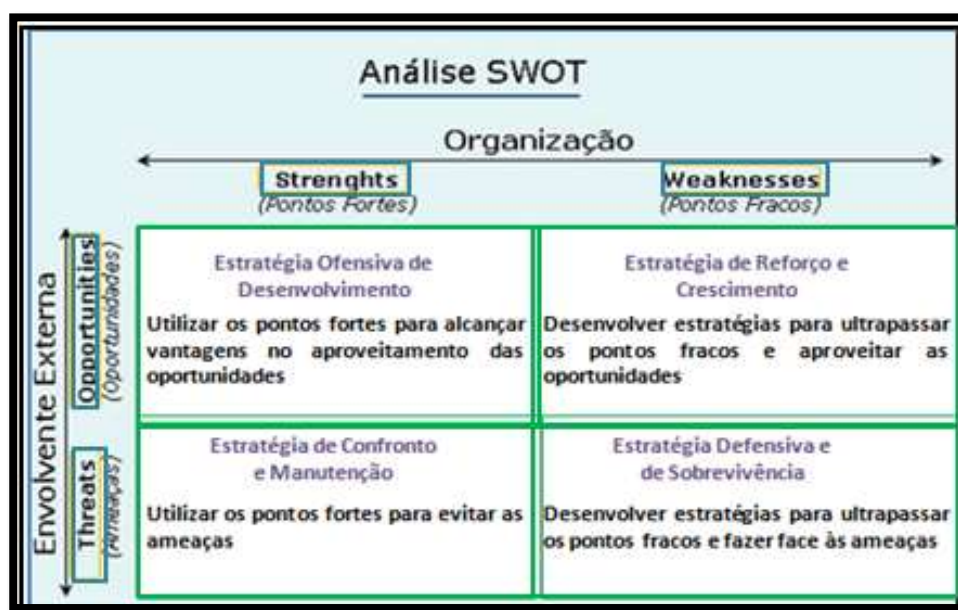 Análise SWOT
Organização
Strenghts
(Pontos Fortes)
Weaknesses
(Pontos Fracos)
Envolvente Externa
Opportunities
(Oportunidades)
Estratégia Ofensiva de
Desenvolvimento
Utilizar os pontos fortes para alcançar
vantagens no aproveitamento das
oportunidades
Estratégia de Reforço e
Crescimento
Desenvolver estratégias para ultrapassar
os pontos fracos e aproveitar as
oportunidades
Threats
(Ameaças)
Estratégia de Confronto
e Manutenção
Utilizar os pontos fortes para evitar as
ameaças
Estratégia Defensiva e
de Sobrevivência
Desenvolver estratégias para ultrapassar
os pontos fracos e fazer face às ameaças